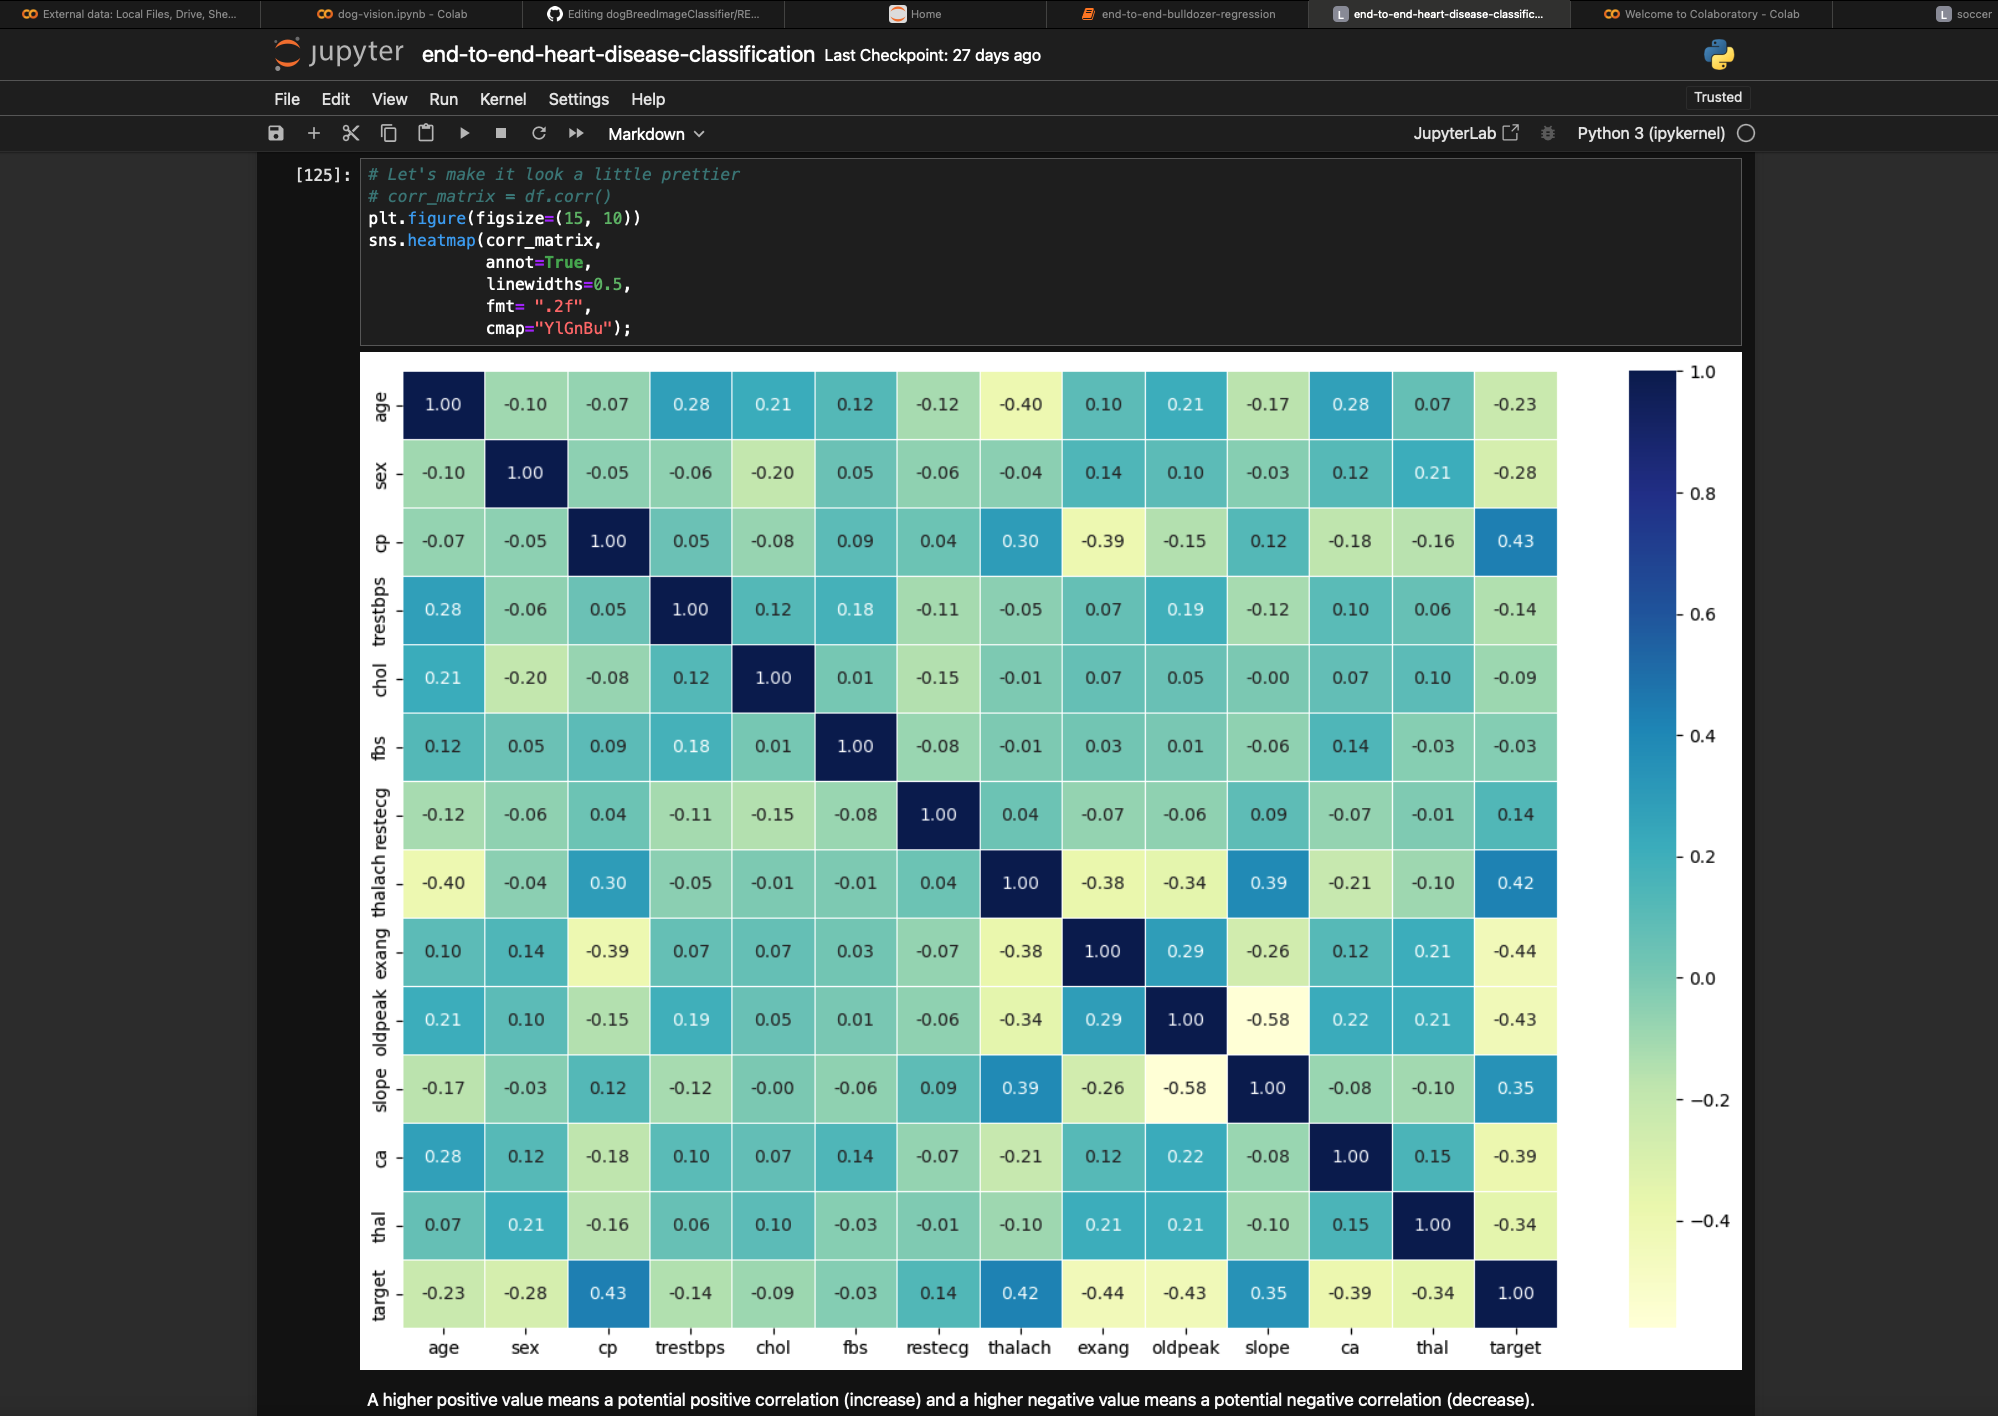 External data: Local Files, Drive, She...
dog-vision.ipynb - Colab
Editing dogBreedImageClassifier/RE...
Home
end-to-end-bulldozer-regression
end-to-end-heart-disease-classific...
Welcome to Colaboratory - Colab
L soccer
jupyter end-to-end-heart-disease-classification Last Checkpoint: 27 days ago
File Edit View Run Kernel Settings Help Trusted
Markdown JupyterLab Python 3 (ipykernel)
[125]: # Let's make it look a little prettier
# corr_matrix = df.corr()
plt.figure(figsize=(15, 10))
sns.heatmap(corr_matrix,
annot=True,
linewidths=0.5,
fmt= ".2f",
cmap="YlGnBu");
age 1.00 -0.10 -0.07 0.28 0.21 0.12 -0.12 -0.40 0.10 0.21 -0.17 0.28 0.07 -0.23
sex -0.10 1.00 -0.05 -0.06 -0.20 0.05 -0.06 -0.04 0.14 0.10 -0.03 0.12 0.21 -0.28
cp -0.07 -0.05 1.00 0.05 -0.08 0.09 0.04 0.30 -0.39 -0.15 0.12 -0.18 -0.16 0.43
trestbps 0.28 -0.06 0.05 1.00 0.12 0.18 -0.11 -0.05 0.07 0.19 -0.12 0.10 0.06 -0.14
chol 0.21 -0.20 -0.08 0.12 1.00 0.01 -0.15 -0.01 0.07 0.05 -0.00 0.07 0.10 -0.09
fbs 0.12 0.05 0.09 0.18 0.01 1.00 -0.08 -0.01 0.03 0.01 -0.06 0.14 -0.03 -0.03
restecg -0.12 -0.06 0.04 -0.11 -0.15 -0.08 1.00 0.04 -0.07 -0.06 0.09 -0.07 -0.01 0.14
thalach -0.40 -0.04 0.30 -0.05 -0.01 -0.01 0.04 1.00 -0.38 -0.34 0.39 -0.21 -0.10 0.42
exang 0.10 0.14 -0.39 0.07 0.07 0.03 -0.07 -0.38 1.00 0.29 -0.26 0.12 0.21 -0.44
oldpeak 0.21 0.10 -0.15 0.19 0.05 0.01 -0.06 -0.34 0.29 1.00 -0.58 0.22 0.21 -0.43
slope -0.17 -0.03 0.12 -0.12 -0.00 -0.06 0.09 0.39 -0.26 -0.58 1.00 -0.08 -0.10 0.35
ca 0.28 0.12 -0.18 0.10 0.07 0.14 -0.07 -0.21 0.12 0.22 -0.08 1.00 0.15 -0.39
thal 0.07 0.21 -0.16 0.06 0.10 -0.03 -0.01 -0.10 0.21 0.21 -0.10 0.15 1.00 -0.34
target -0.23 -0.28 0.43 -0.14 -0.09 -0.03 0.14 0.42 -0.44 -0.43 0.35 -0.39 -0.34 1.00
age sex cp trestbps chol fbs restecg thalach exang oldpeak slope ca thal target
1.0
0.8
0.6
0.4
0.2
0.0
−0.2
−0.4
A higher positive value means a potential positive correlation (increase) and a higher negative value means a potential negative correlation (decrease).